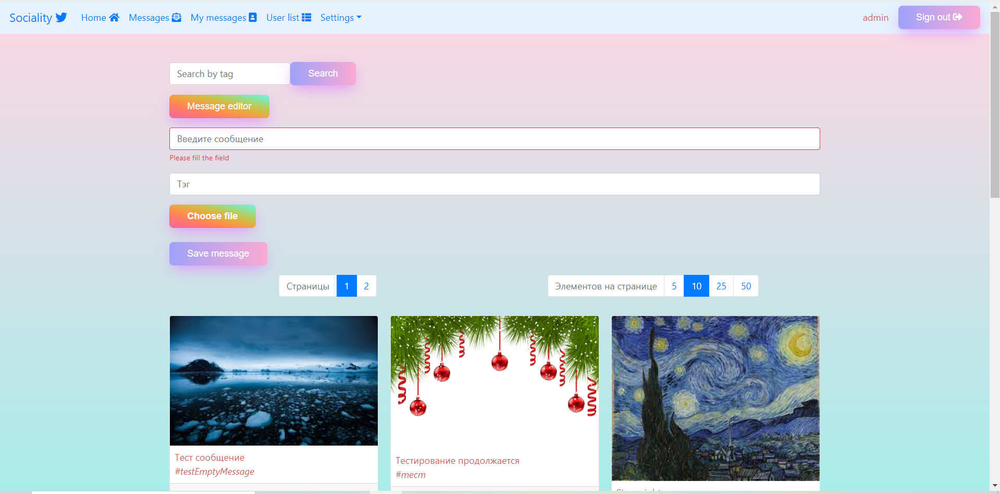 Sociality Home Messages My messages User list Settings admin Sign out
Search by tag Search
Message editor
Введите сообщение
Please fill the field
Тэг
Choose file
Save message
Страницы 1 2 Элементов на странице 5 10 25 50
Тест сообщение
#testEmptyMessage
Тестирование продолжается
#тест